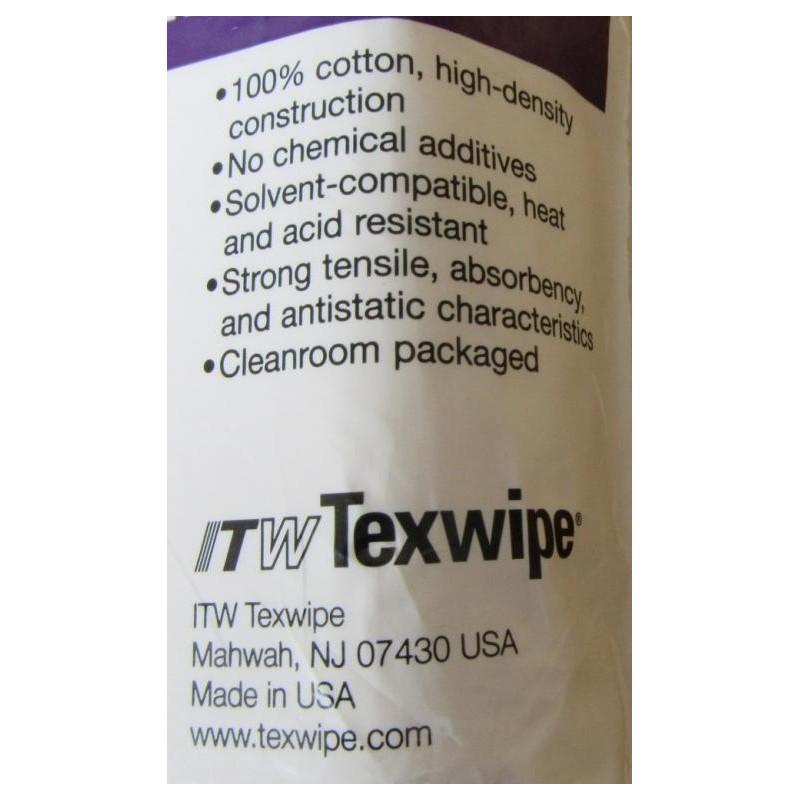 •100% cotton, high-density
construction
•No chemical additives
•Solvent-compatible, heat
and acid resistant
•Strong tensile, absorbency,
and antistatic characteristics
•Cleanroom packaged
ITW Texwipe®
ITW Texwipe
Mahwah, NJ 07430 USA
Made in USA
www.texwipe.com